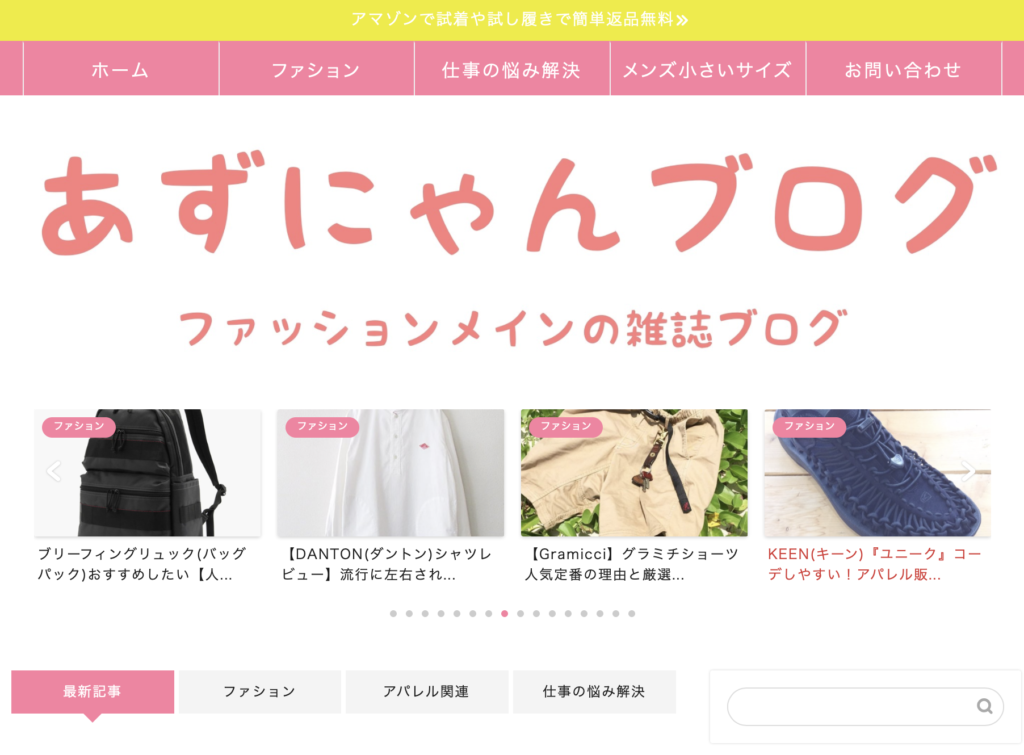 アマゾンで試着や試し履きで簡単返品無料»
ホーム
ファッション
仕事の悩み解決
メンズ小さいサイズ
お問い合わせ
あずにゃんブログ
ファッションメインの雑誌ブログ
ファッション
ブリーフィングリュック(バッグ
パック)おすすめしたい【人...
ファッション
【DANTON(ダントン)シャツレ
ビュー】流行に左右され...
ファッション
【Gramicci】グラミチショーツ
人気定番の理由と厳選...
ファッション
KEEN(キーン)『ユニーク』コー
デしやすい！アパレル販...
最新記事
ファッション
アパレル関連
仕事の悩み解決